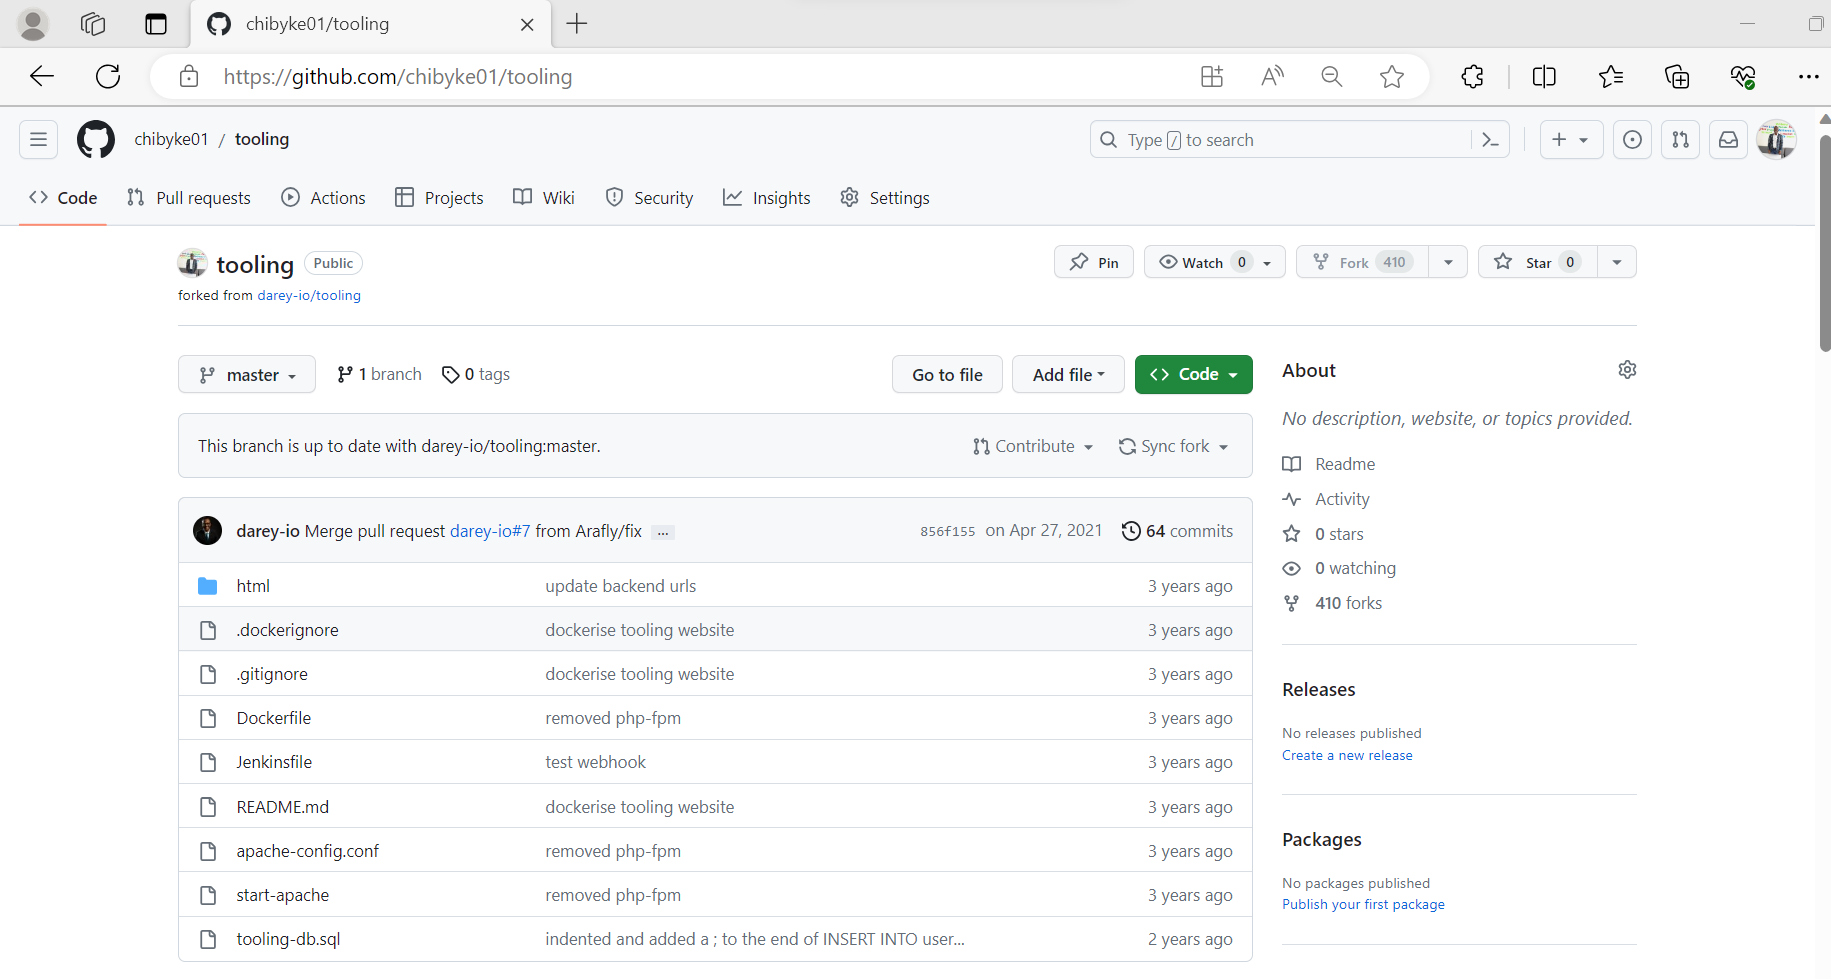 chibyke01/tooling
https://github.com/chibyke01/tooling
chibyke01 / tooling
Type / to search
Code Pull requests Actions Projects Wiki Security Insights Settings
tooling Public
Pin Watch 0 Fork 410 Star 0
forked from darey-io/tooling
master 1 branch 0 tags
Go to file Add file Code
About
No description, website, or topics provided.
This branch is up to date with darey-io/tooling:master.
Contribute Sync fork
Readme
Activity
0 stars
0 watching
410 forks
darey-io Merge pull request darey-io#7 from Arafly/fix ... 856f155 on Apr 27, 2021 64 commits
html update backend urls 3 years ago
.dockerignore dockerise tooling website 3 years ago
.gitignore dockerise tooling website 3 years ago
Dockerfile removed php-fpm 3 years ago
Jenkinsfile test webhook 3 years ago
README.md dockerise tooling website 3 years ago
apache-config.conf removed php-fpm 3 years ago
start-apache removed php-fpm 3 years ago
tooling-db.sql indented and added a ; to the end of INSERT INTO user... 2 years ago
Releases
No releases published
Create a new release
Packages
No packages published
Publish your first package